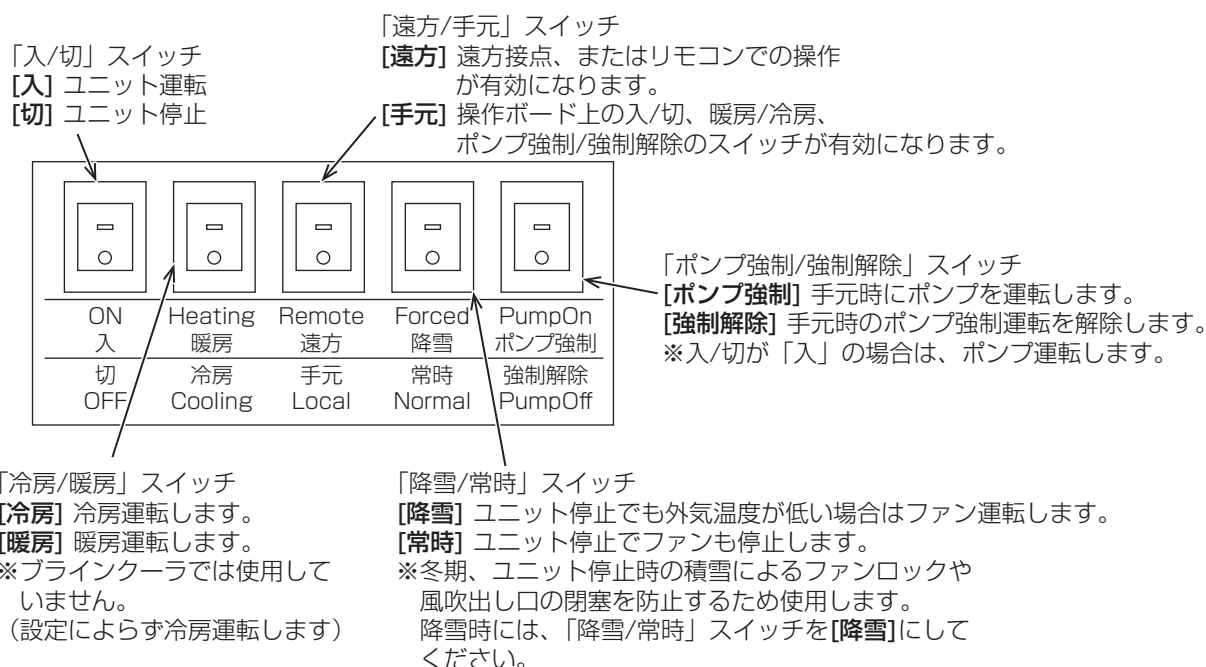 「遠方/手元」スイッチ
[遠方] 遠方接点、またはリモコンでの操作
が有効になります。
[手元] 操作ボード上の入/切、暖房/冷房、
ポンプ強制/強制解除のスイッチが有効になります。
「入/切」スイッチ
[入] ユニット運転
[切] ユニット停止
ON Heating Remote Forced PumpOn
入 暖房 遠方 降雪 ポンプ強制
切 冷房 手元 常時 強制解除
OFF Cooling Local Normal PumpOff
「ポンプ強制/強制解除」スイッチ
[ポンプ強制] 手元時にポンプを運転します。
[強制解除] 手元時のポンプ強制運転を解除します。
※入/切が「入」の場合は、ポンプ運転します。
「冷房/暖房」スイッチ
[冷房] 冷房運転します。
[暖房] 暖房運転します。
※ブラインクーラでは使用して
いません。
（設定によらず冷房運転します）
「降雪/常時」スイッチ
[降雪] ユニット停止でも外気温度が低い場合はファン運転します。
[常時] ユニット停止でファンも停止します。
※冬期、ユニット停止時の積雪によるファンロックや
風吹出し口の閉塞を防止するため使用します。
降雪時には、「降雪/常時」スイッチを[降雪]にして
ください。